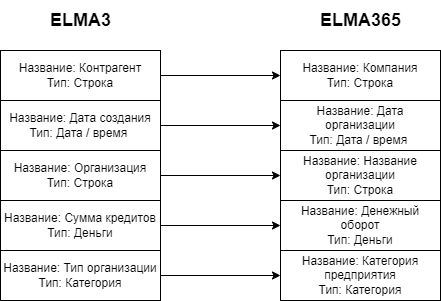 ELMA3
ELMA365
Название: Контрагент
Тип: Строка
Название: Компания
Тип: Строка
Название: Дата создания
Тип: Дата / время
Название: Дата
организации
Тип: Дата / время
Название: Организация
Тип: Строка
Название: Название
организации
Тип: Строка
Название: Сумма кредитов
Тип: Деньги
Название: Денежный
оборот
Тип: Деньги
Название: Тип организации
Тип: Категория
Название: Категория
предприятия
Тип: Категория